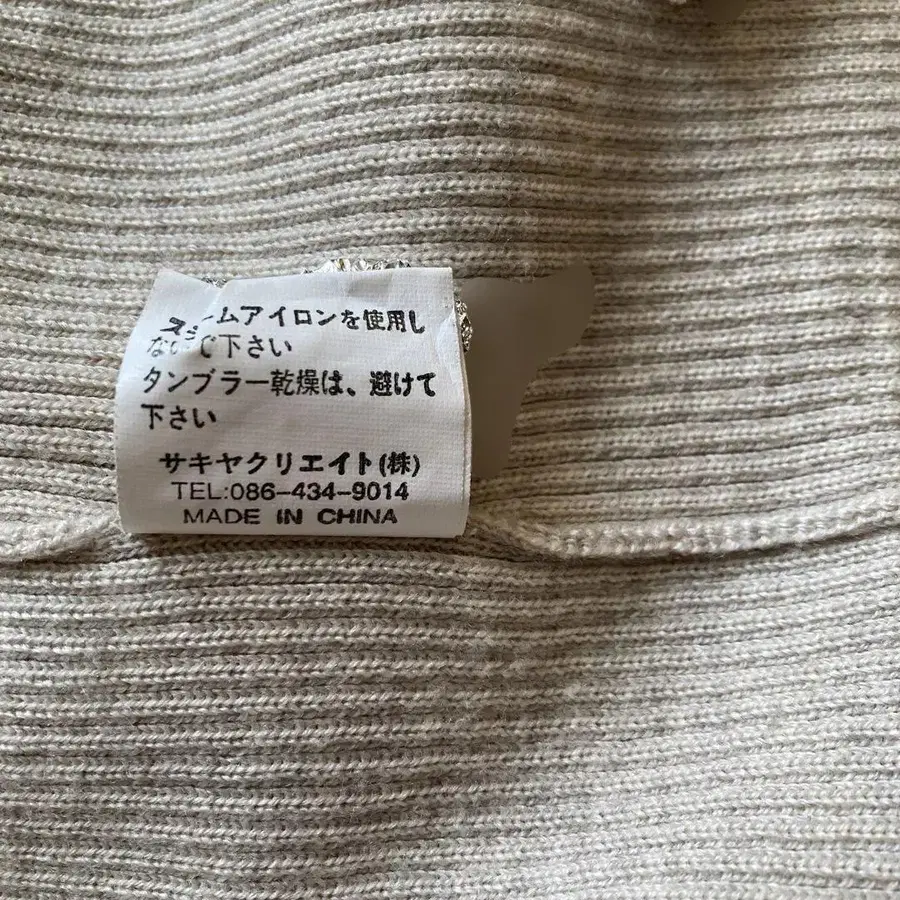 スチームアイロンを使用し
ないで下さい
タンブラー乾燥は、避けて
下さい
サキヤクリエイト(株)
TEL:086-434-9014
MADE IN CHINA